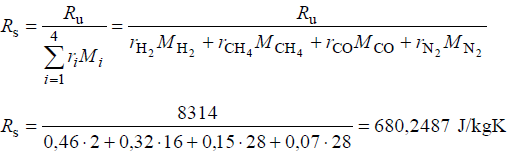 R_s = R_u / ∑_{i=1}^{4} r_i M_i = R_u / (r_{H_2} M_{H_2} + r_{CH_4} M_{CH_4} + r_{CO} M_{CO} + r_{N_2} M_{N_2})
R_s = 8314 / (0,46 · 2 + 0,32 · 16 + 0,15 · 28 + 0,07 · 28) = 680,2487 J/kgK